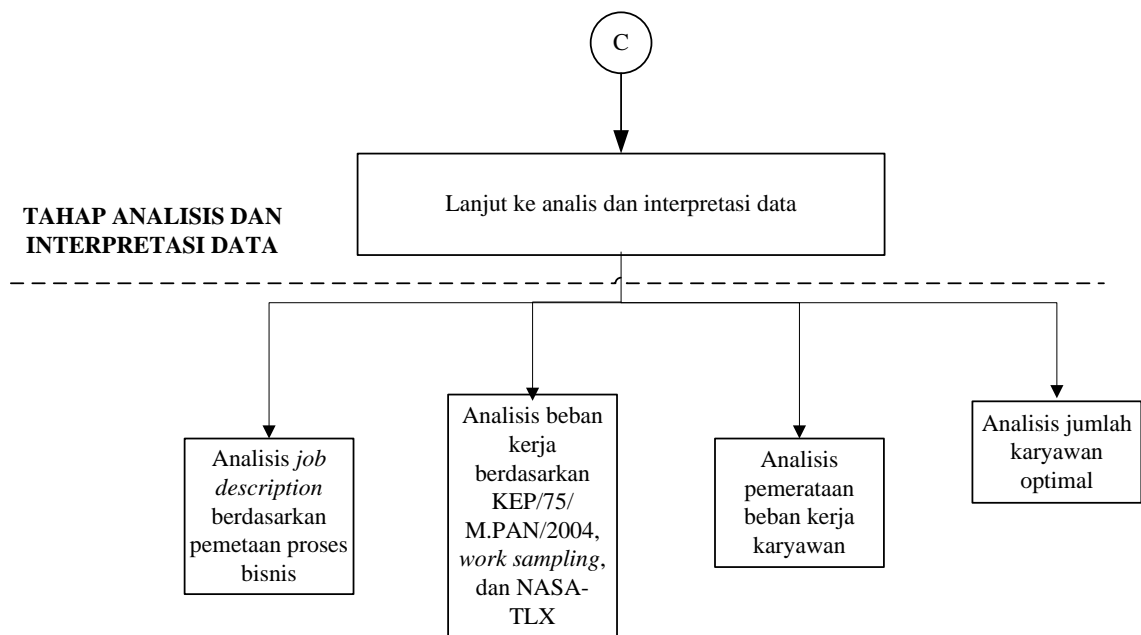 C
Lanjut ke analis dan interpretasi data
TAHAP ANALISIS DAN
INTERPRETASI DATA
Analisis job
description
berdasarkan
pemetaan proses
bisnis
Analisis beban
kerja
berdasarkan
KEP/75/
M.PAN/2004,
work sampling,
dan NASA-
TLX
Analisis
pemerataan
beban kerja
karyawan
Analisis jumlah
karyawan
optimal